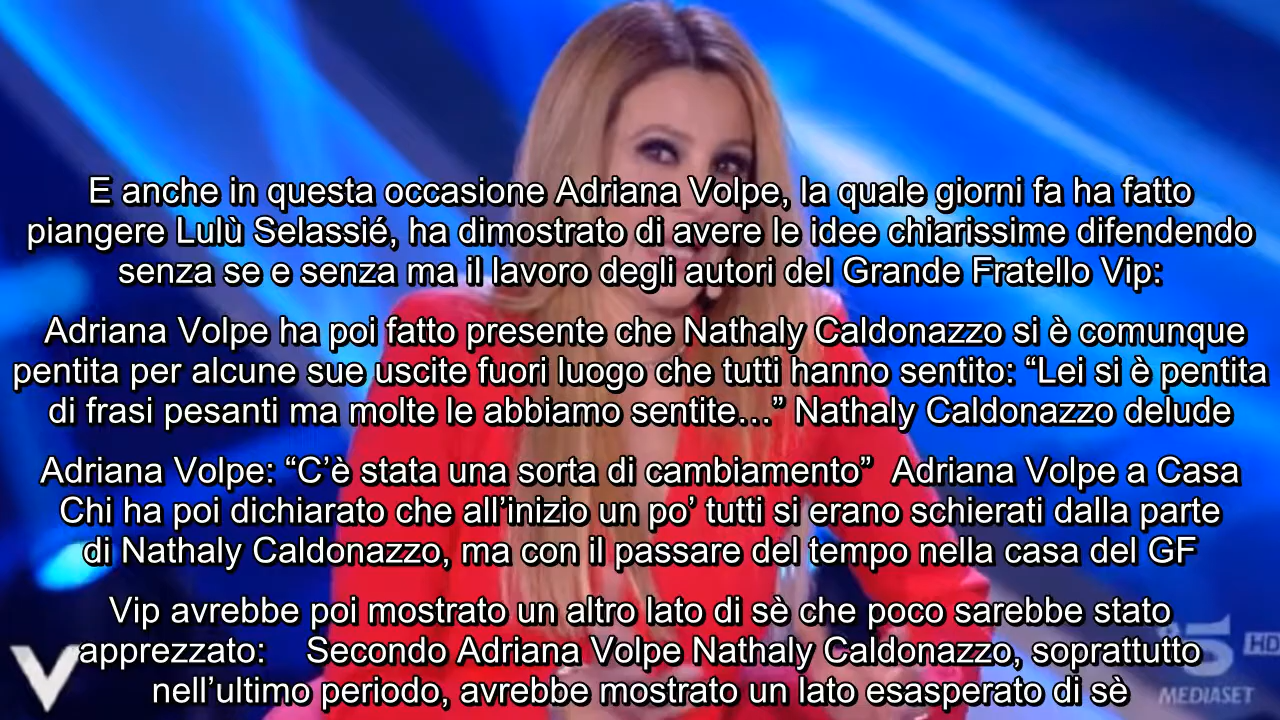 E anche in questa occasione Adriana Volpe, la quale giorni fa ha fatto
piangere Lulù Selassié, ha dimostrato di avere le idee chiarissime difendendo
senza se e senza ma il lavoro degli autori del Grande Fratello Vip:
Adriana Volpe ha poi fatto presente che Nathaly Caldonazzo si è comunque
pentita per alcune sue uscite fuori luogo che tutti hanno sentito: “Lei si è pentita
di frasi pesanti ma molte le abbiamo sentite…” Nathaly Caldonazzo delude
Adriana Volpe: “C’è stata una sorta di cambiamento”  Adriana Volpe a Casa
Chi ha poi dichiarato che all’inizio un po’ tutti si erano schierati dalla parte
di Nathaly Caldonazzo, ma con il passare del tempo nella casa del GF
Vip avrebbe poi mostrato un altro lato di sè che poco sarebbe stato
apprezzato:    Secondo Adriana Volpe Nathaly Caldonazzo, soprattutto
nell’ultimo periodo, avrebbe mostrato un lato esasperato di sè
V
5 HD
MEDIASET